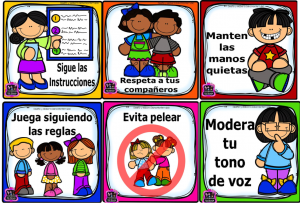 Sigue las
Instrucciones
Respeta a tus
compañeros
Manten
las
manos
quietas
Juega siguiendo
las reglas
Evita pelear
Modera
tu
tono
de voz